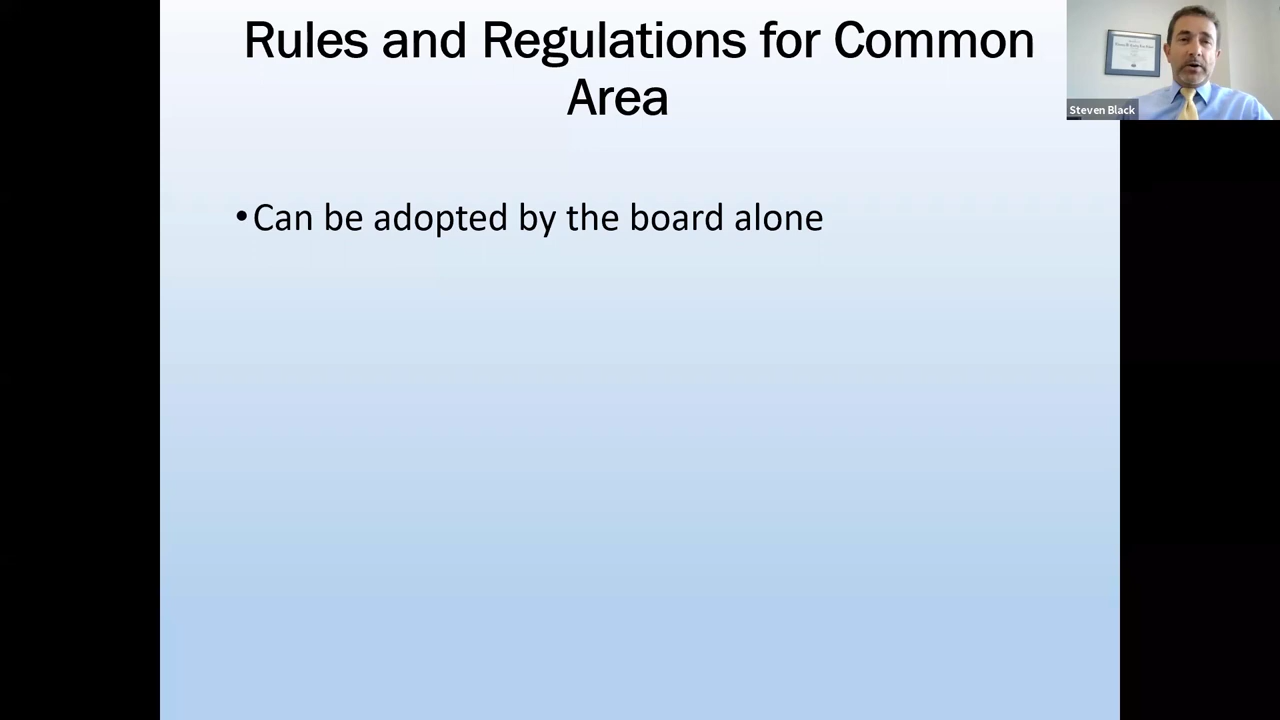 Rules and Regulations for Common
Area
Steven Black
•Can be adopted by the board alone